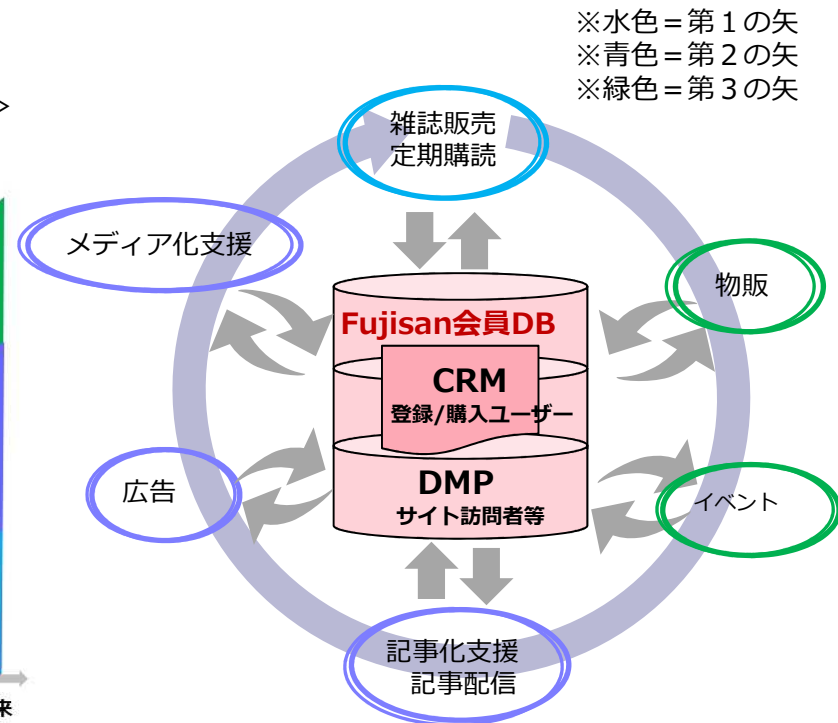 ※水色＝第１の矢
※青色＝第２の矢
※緑色＝第３の矢
>
雑誌販売
定期購読
メディア化支援
物販
Fujisan会員DB
CRM
登録/購入ユーザー
広告
DMP
サイト訪問者等
イベント
記事化支援
記事配信
来